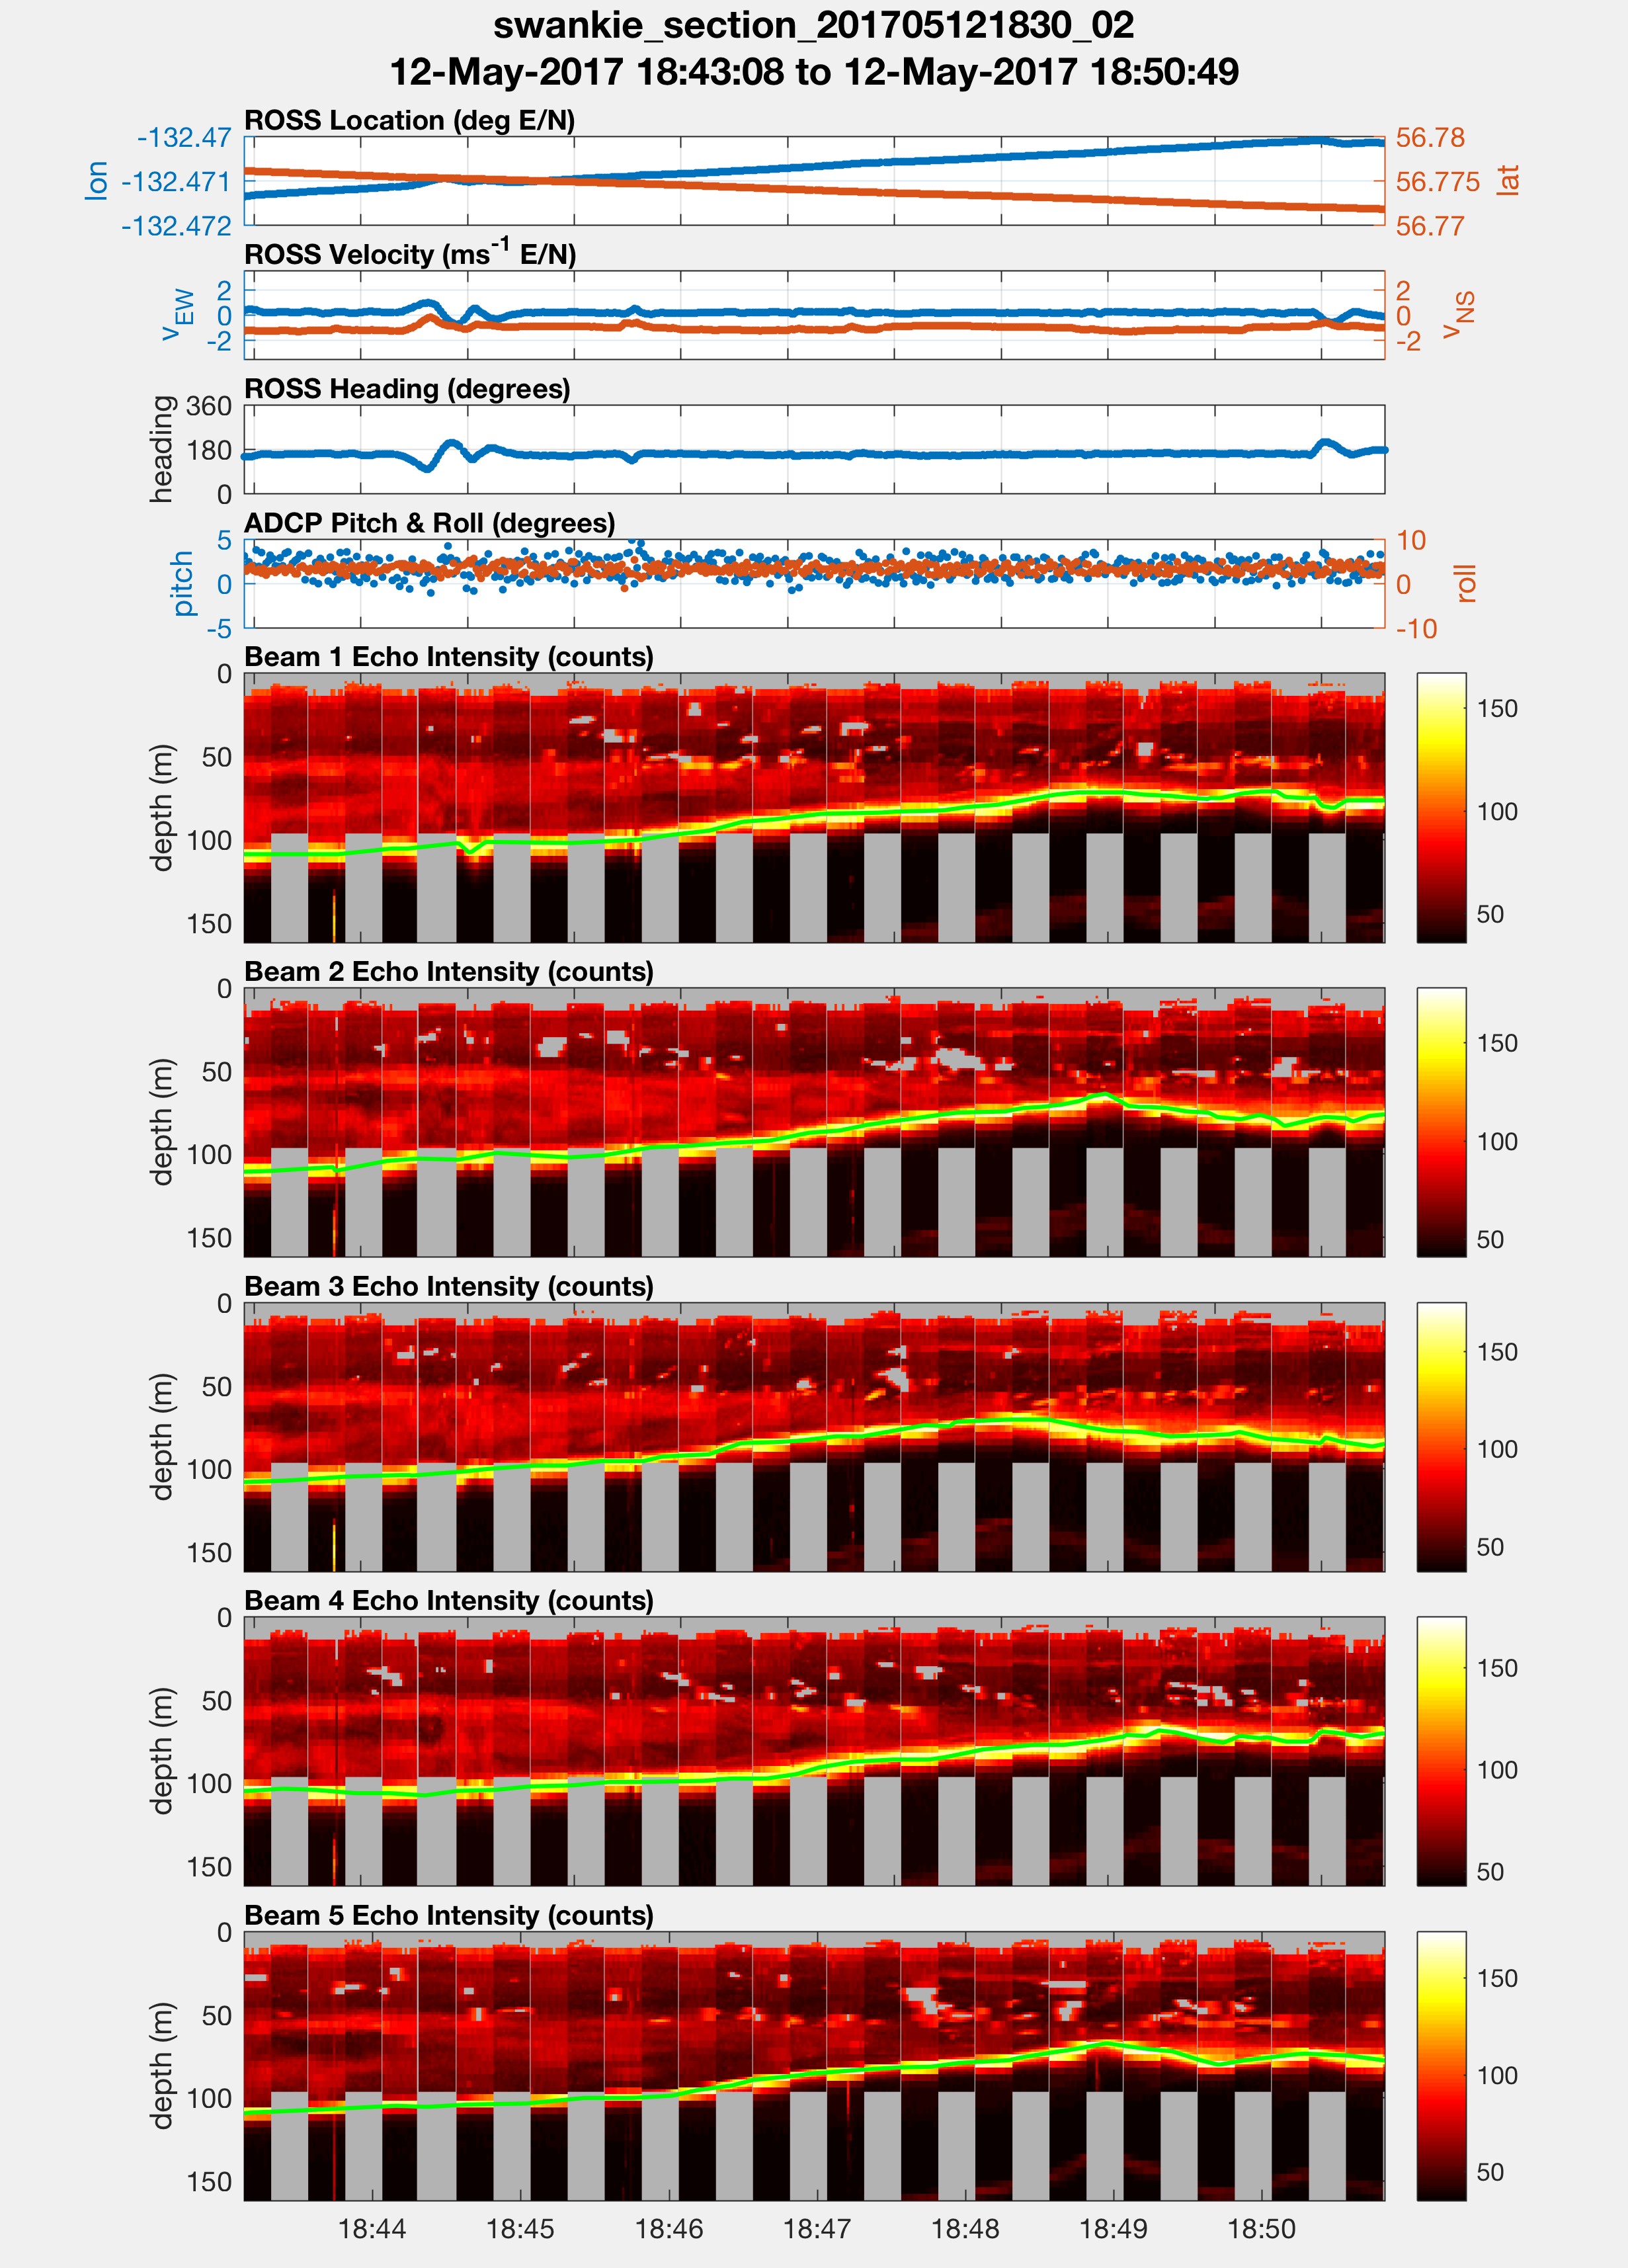 swankie_section_201705121830_02
12-May-2017 18:43:08 to 12-May-2017 18:50:49
ROSS Location (deg E/N)
-132.47
-132.471
-132.472
lon
56.78
56.775
56.77
lat
ROSS Velocity (ms⁻¹ E/N)
2
0
-2
v_EW
2
0
-2
v_NS
ROSS Heading (degrees)
360
180
0
heading
ADCP Pitch & Roll (degrees)
5
0
-5
pitch
10
0
-10
roll
Beam 1 Echo Intensity (counts)
0
50
100
150
depth (m)
150
100
50
Beam 2 Echo Intensity (counts)
0
50
100
150
depth (m)
150
100
50
Beam 3 Echo Intensity (counts)
0
50
100
150
depth (m)
150
100
50
Beam 4 Echo Intensity (counts)
0
50
100
150
depth (m)
150
100
50
Beam 5 Echo Intensity (counts)
0
50
100
150
depth (m)
150
100
50
18:44 18:45 18:46 18:47 18:48 18:49 18:50